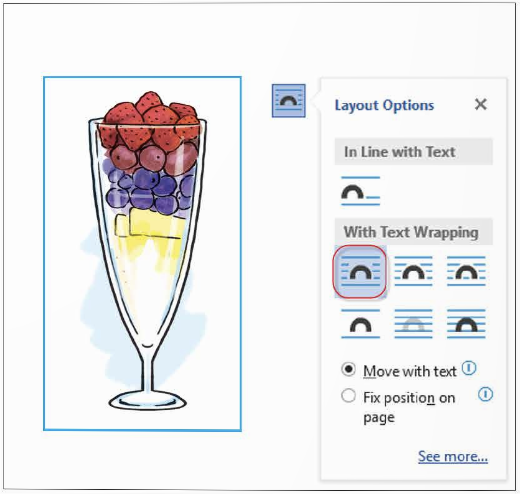 Layout Options
In Line with Text
With Text Wrapping
Move with text
Fix position on
page
See more...